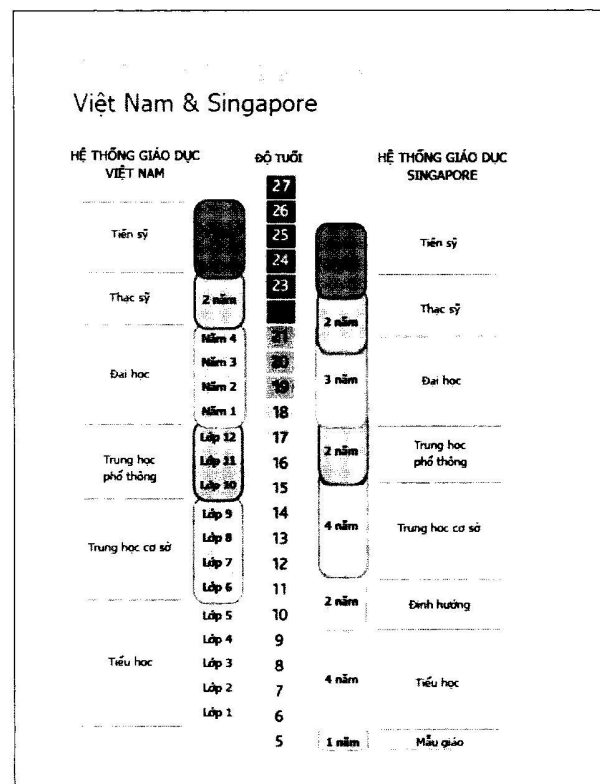 Việt Nam & Singapore
HỆ THỐNG GIÁO DỤC
VIỆT NAM
ĐỘ TUỔI
HỆ THỐNG GIÁO DỤC
SINGAPORE
Tiến sỹ
Thạc sỹ
Đại học
Trung học
phổ thông
Trung học cơ sở
Tiểu học
2 năm
Năm 4
Năm 3
Năm 2
Năm 1
Lớp 12
Lớp 11
Lớp 10
Lớp 9
Lớp 8
Lớp 7
Lớp 6
Lớp 5
Lớp 4
Lớp 3
Lớp 2
Lớp 1
27
26
25
24
23
21
20
19
18
17
16
15
14
13
12
11
10
9
8
7
6
5
2 năm
3 năm
2 năm
4 năm
2 năm
4 năm
1 năm
Tiến sỹ
Thạc sỹ
Đại học
Trung học
phổ thông
Trung học cơ sở
Định hướng
Tiểu học
Mẫu giáo